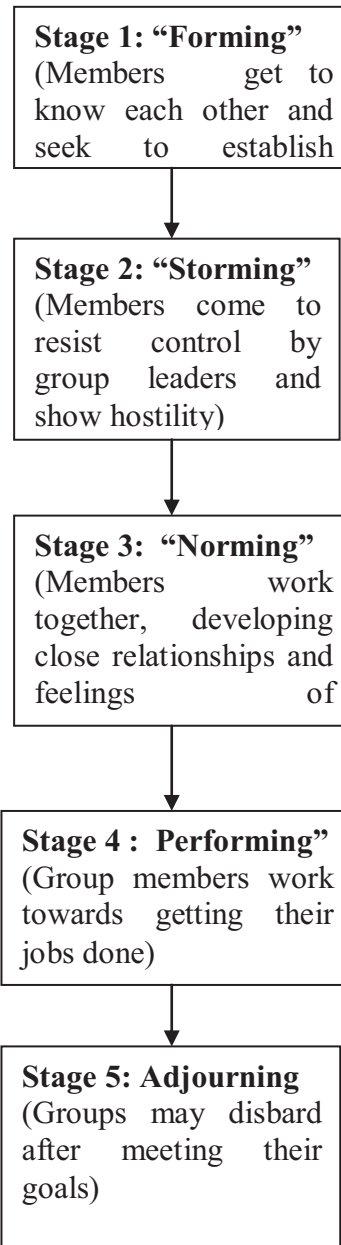 Stage 1: “Forming”
(Members get to
know each other and
seek to establish
Stage 2: “Storming”
(Members come to
resist control by
group leaders and
show hostility)
Stage 3: “Norming”
(Members work
together, developing
close relationships and
feelings of
Stage 4 : Performing”
(Group members work
towards getting their
jobs done)
Stage 5: Adjourning
(Groups may disbard
after meeting their
goals)